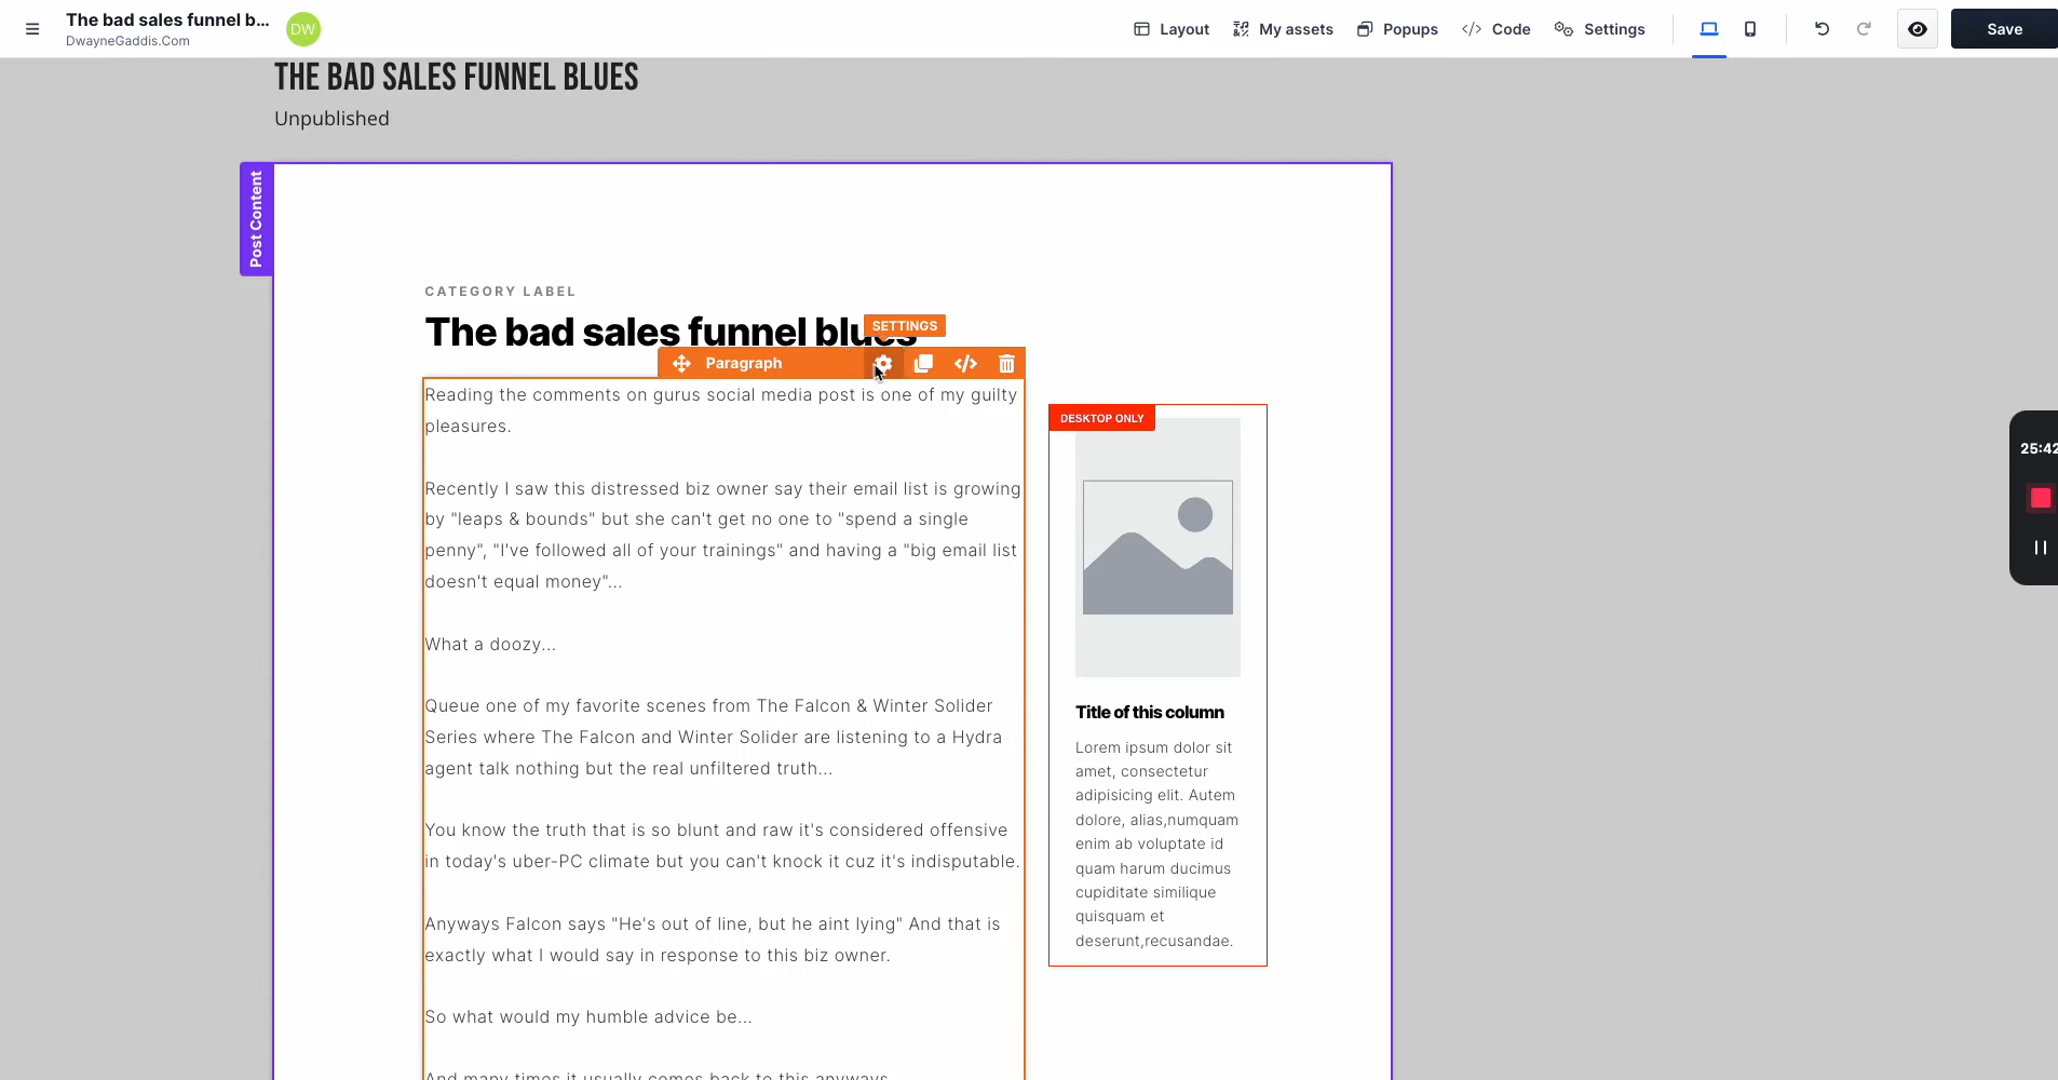 The bad sales funnel b...
DwayneGaddis.Com
DW
Layout
My assets
Popups
Code
Settings
Save
THE BAD SALES FUNNEL BLUES
Unpublished
Post Content
CATEGORY LABEL
The bad sales funnel blues
SETTINGS
Paragraph
Reading the comments on gurus social media post is one of my guilty
pleasures.
Recently I saw this distressed biz owner say their email list is growing
by "leaps & bounds" but she can't get no one to "spend a single
penny", "I've followed all of your trainings" and having a "big email list
doesn't equal money"...
What a doozy...
Queue one of my favorite scenes from The Falcon & Winter Solider
Series where The Falcon and Winter Solider are listening to a Hydra
agent talk nothing but the real unfiltered truth...
You know the truth that is so blunt and raw it's considered offensive
in today's uber-PC climate but you can't knock it cuz it's indisputable.
Anyways Falcon says "He's out of line, but he aint lying" And that is
exactly what I would say in response to this biz owner.
So what would my humble advice be...
And many times it usually comes back to this anyways
DESKTOP ONLY
Title of this column
Lorem ipsum dolor sit
amet, consectetur
adipisicing elit. Autem
dolore, alias,numquam
enim ab voluptate id
quam harum ducimus
cupiditate similique
quisquam et
deserunt,recusandae.
25:42